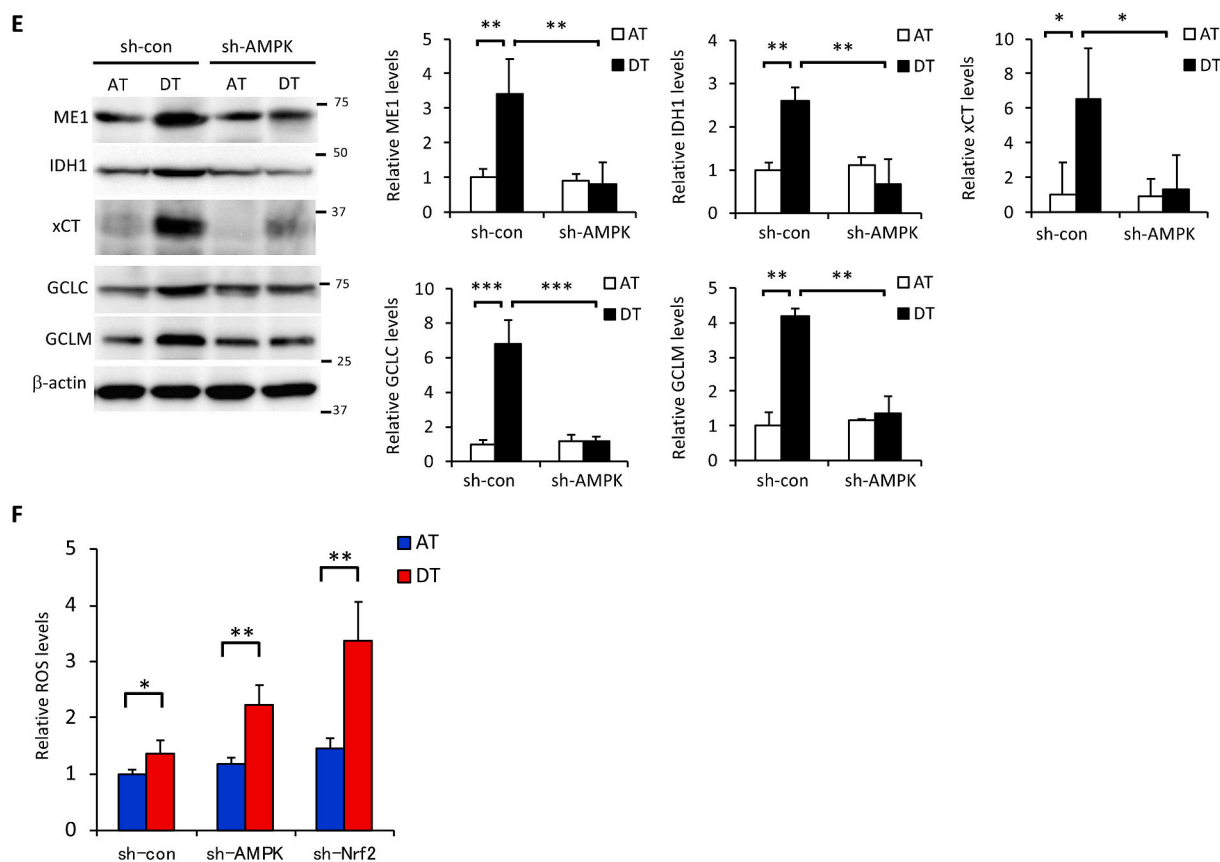 E
sh-con sh-AMPK
AT DT AT DT
ME1
IDH1
xCT
GCLC
GCLM
β-actin
75
50
37
75
25
37
Relative ME1 levels
5
4
3
2
1
0
** **
AT
DT
sh-con sh-AMPK
Relative IDH1 levels
4
3
2
1
0
** **
AT
DT
sh-con sh-AMPK
Relative xCT levels
10
8
6
4
2
0
* *
AT
DT
sh-con sh-AMPK
Relative GCLC levels
10
8
6
4
2
0
*** ***
AT
DT
sh-con sh-AMPK
Relative GCLM levels
5
4
3
2
1
0
** **
AT
DT
sh-con sh-AMPK
F
Relative ROS levels
5
4
3
2
1
0
* ** **
AT
DT
sh-con sh-AMPK sh-Nrf2